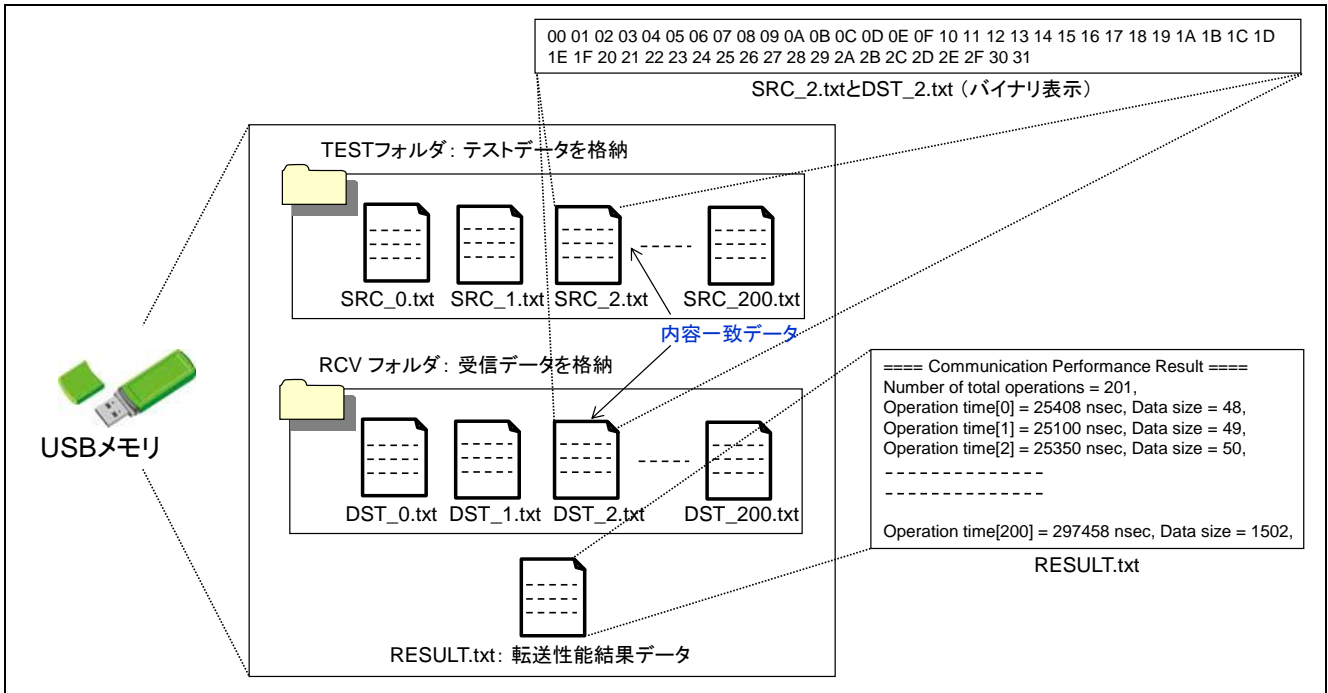 00 01 02 03 04 05 06 07 08 09 0A 0B 0C 0D 0E 0F 10 11 12 13 14 15 16 17 18 19 1A 1B 1C 1D
1E 1F 20 21 22 23 24 25 26 27 28 29 2A 2B 2C 2D 2E 2F 30 31
SRC_2.txtとDST_2.txt （バイナリ表示）
TESTフォルダ： テストデータを格納
SRC_0.txt SRC_1.txt SRC_2.txt SRC_200.txt
内容一致データ
RCV フォルダ： 受信データを格納
DST_0.txt DST_1.txt DST_2.txt DST_200.txt
RESULT.txt： 転送性能結果データ
USBメモリ
==== Communication Performance Result ====
Number of total operations = 201,
Operation time[0] = 25408 nsec, Data size = 48,
Operation time[1] = 25100 nsec, Data size = 49,
Operation time[2] = 25350 nsec, Data size = 50,
- - - - - - - - - - - - - - -
- - - - - - - - - - - - - - -
Operation time[200] = 297458 nsec, Data size = 1502,
RESULT.txt